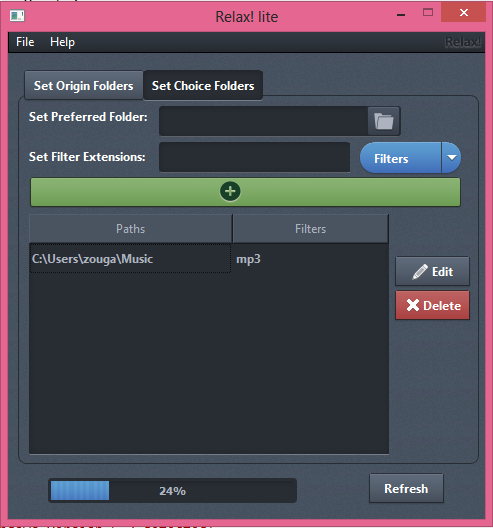 Relax! lite
File Help Relax!
Set Origin Folders Set Choice Folders
Set Preferred Folder:
Set Filter Extensions: Filters
Paths Filters
C:\Users\zouga\Music mp3
Edit
Delete
24%
Refresh